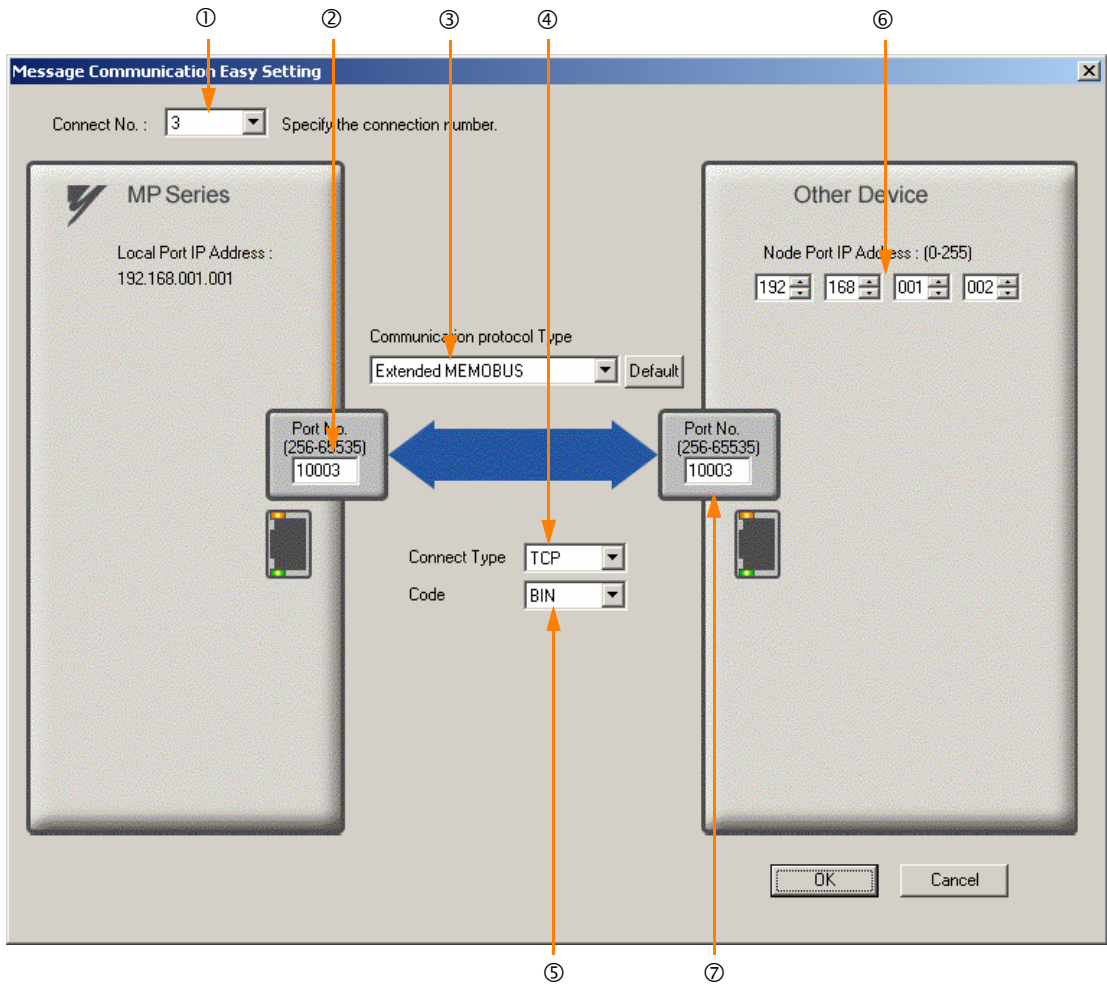 ① ② ③ ④ ⑥
Message Communication Easy Setting
Connect No. : 3 Specify the connection number.
MP Series
Other Device
Local Port IP Address :
192.168.001.001
Node Port IP Address : (0-255)
192 168 001 002
Communication protocol Type
Extended MEMOBUS Default
Port No.
(256-65535)
10003
Port No.
(256-65535)
10003
Connect Type TCP
Code BIN
OK Cancel
⑤ ⑦